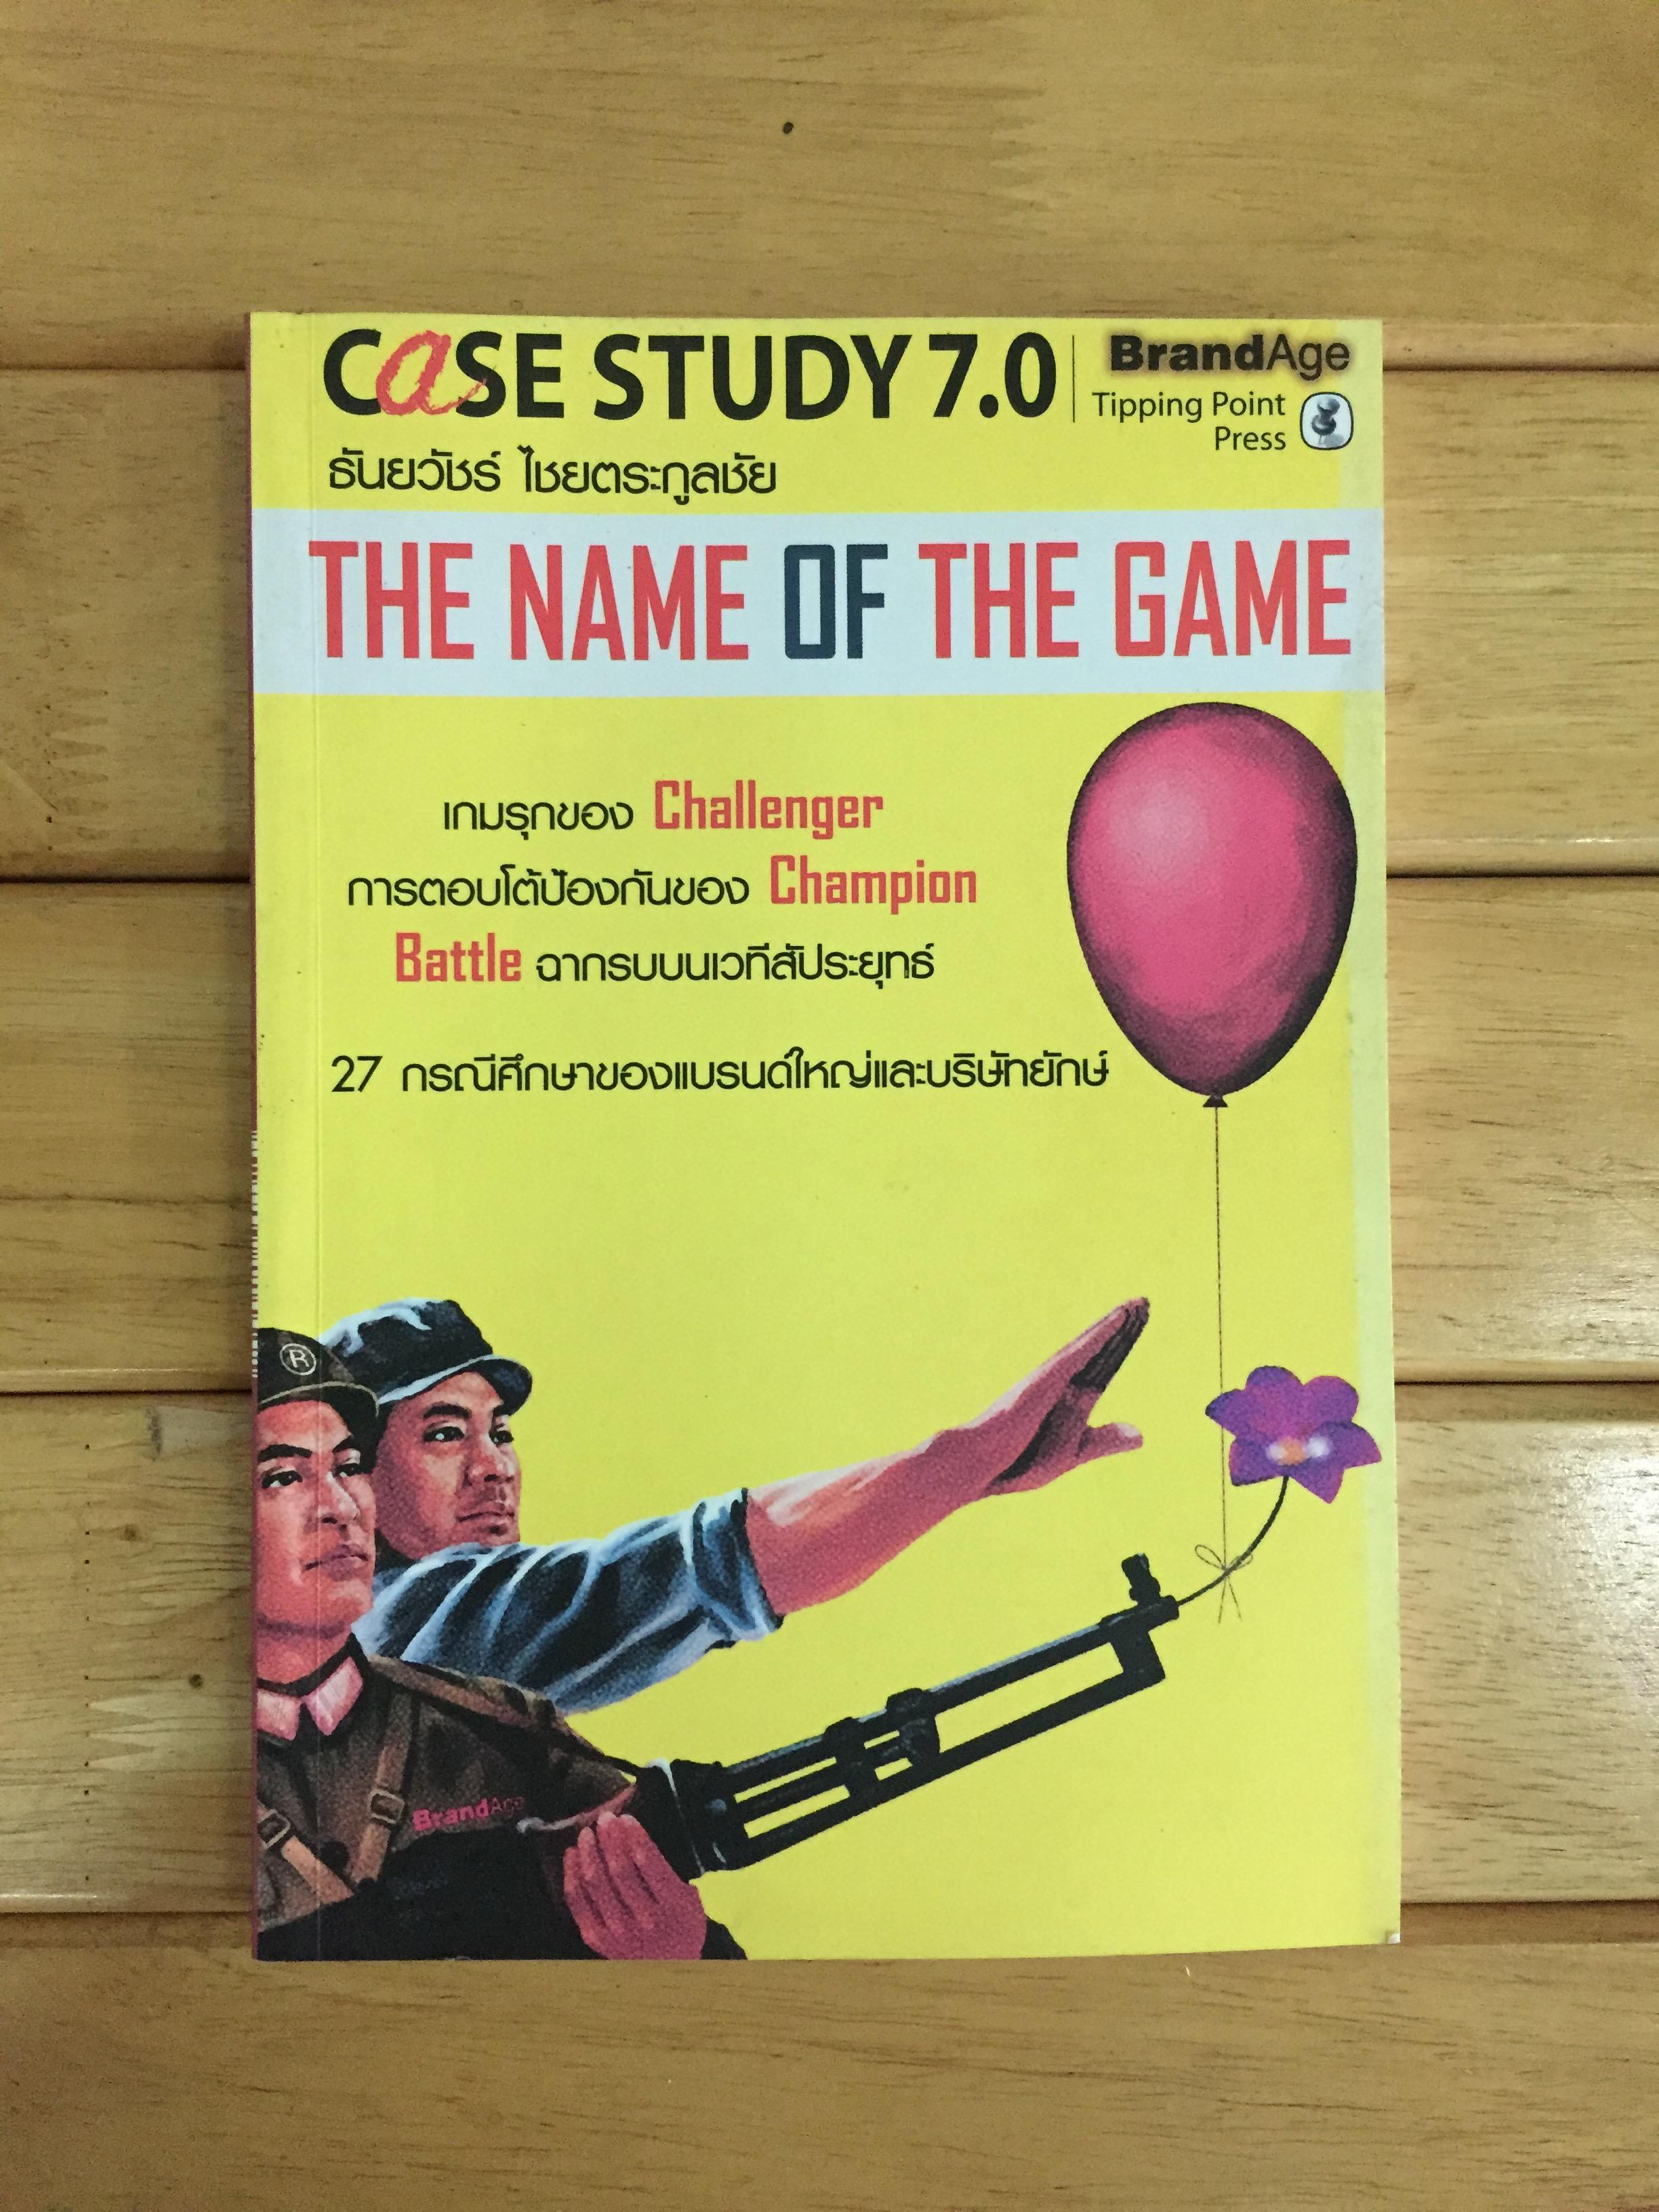 CaSE STUDY 7.0
BrandAge
Tipping Point
Press
ธันยวัชร์ ไชยตระกูลชัย
THE NAME OF THE GAME
เกมรุกของ Challenger
การตอบโต้ป้องกันของ Champion
Battle ฉากรบบนเวทีสัประยุทธ์
27 กรณีศึกษาของแบรนด์ใหญ่และบริษัทยักษ์
R
BrandAge